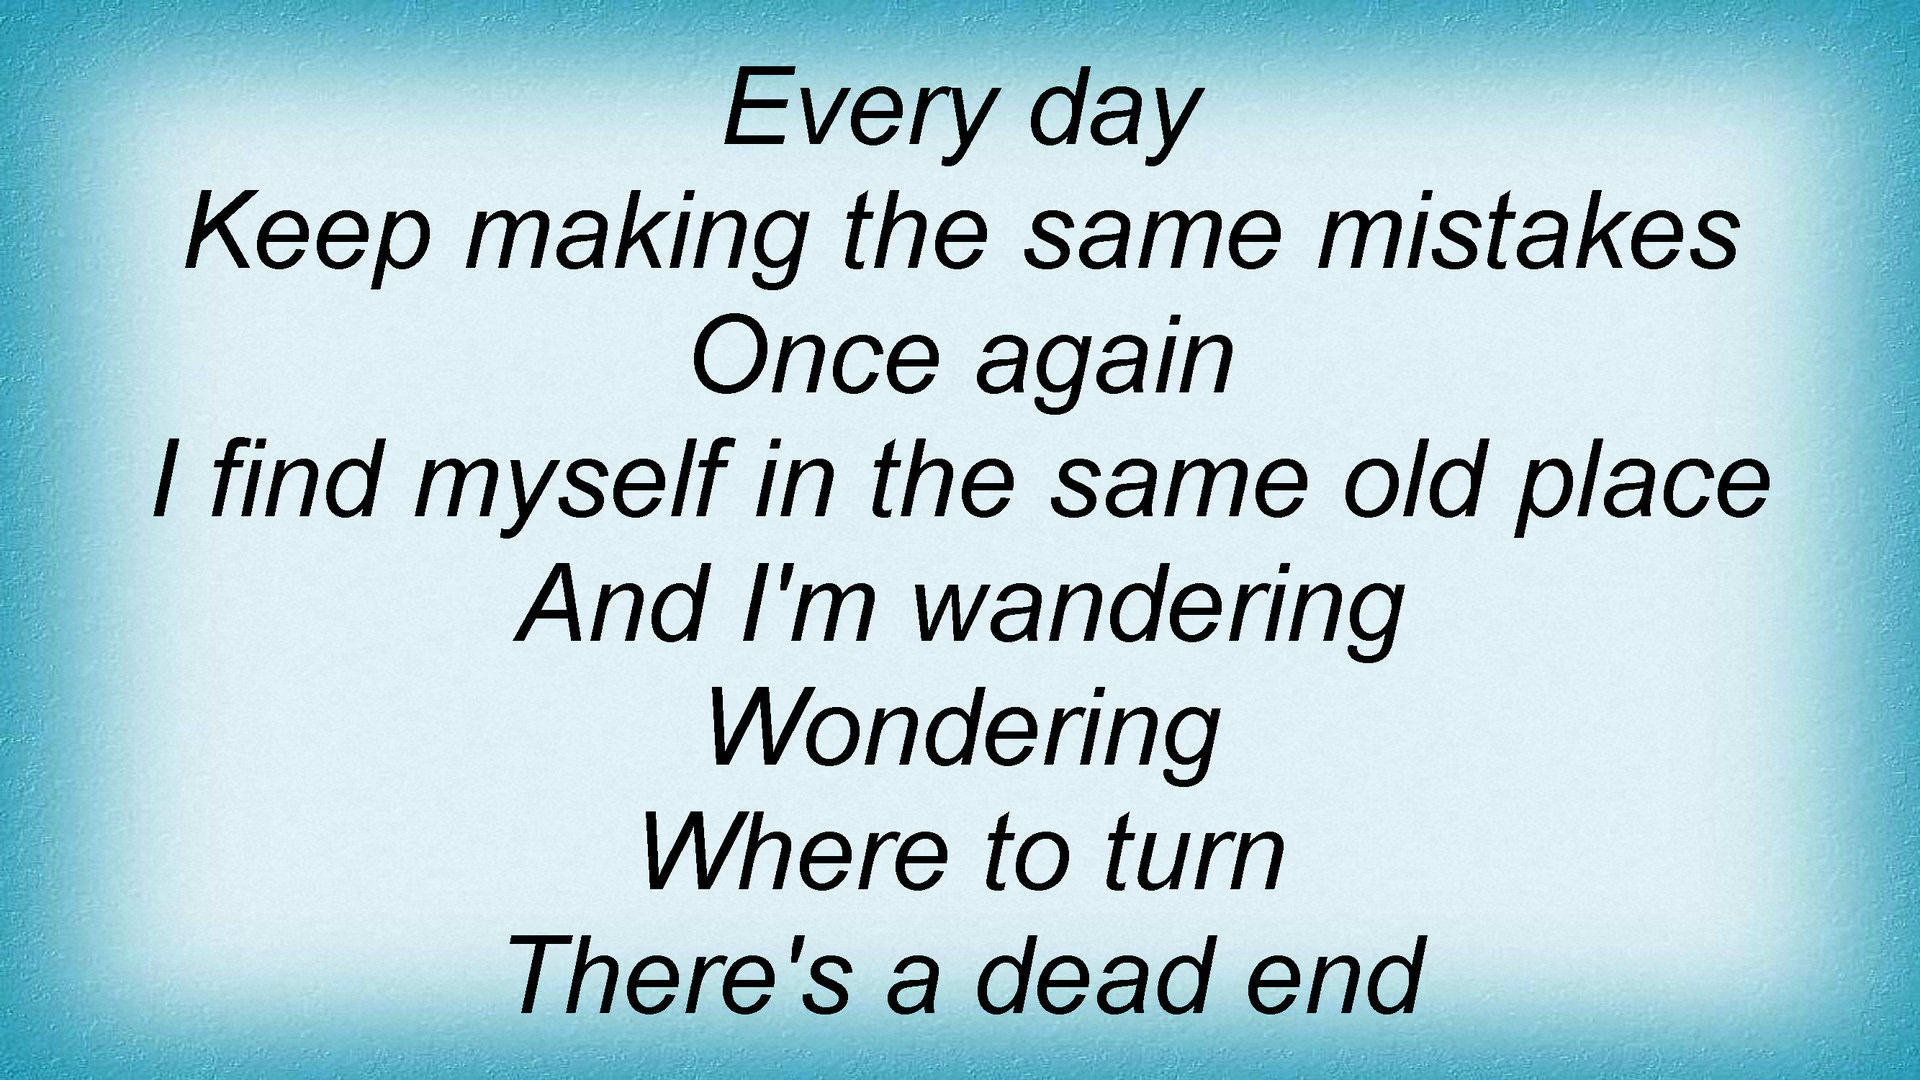 Every day
Keep making the same mistakes
Once again
I find myself in the same old place
And I'm wandering
Wondering
Where to turn
There's a dead end